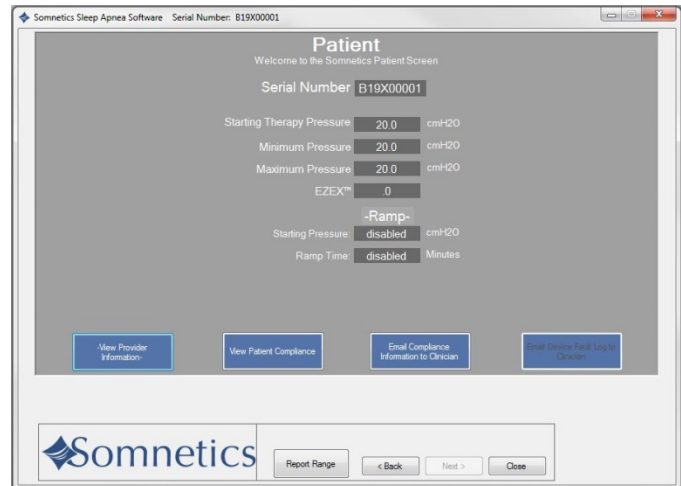 Somnetics Sleep Apnea Software Serial Number: B19X00001
Patient
Welcome to the Somnetics Patient Screen
Serial Number B19X00001
Starting Therapy Pressure 20.0 cmH2O
Minimum Pressure 20.0 cmH2O
Maximum Pressure 20.0 cmH2O
EZEX™ .0
-Ramp-
Starting Pressure: disabled cmH2O
Ramp Time: disabled Minutes
-View Provider
Information-
View Patient Compliance
Email Compliance
Information to Clinician
Email Device Fault Log to
Clinician
Somnetics
Report Range
< Back
Next >
Close